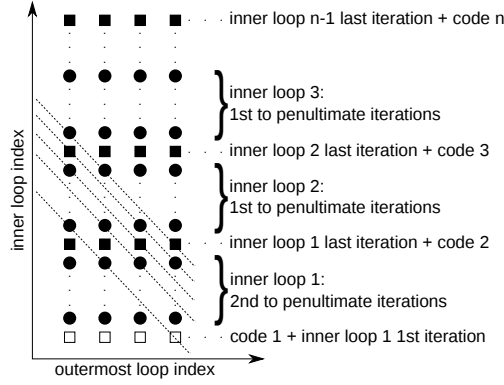 inner loop n-1 last iteration + code n
inner loop 3:
1st to penultimate iterations
inner loop 2 last iteration + code 3
inner loop 2:
1st to penultimate iterations
inner loop 1 last iteration + code 2
inner loop 1:
2nd to penultimate iterations
code 1 + inner loop 1 1st iteration
inner loop index
outermost loop index